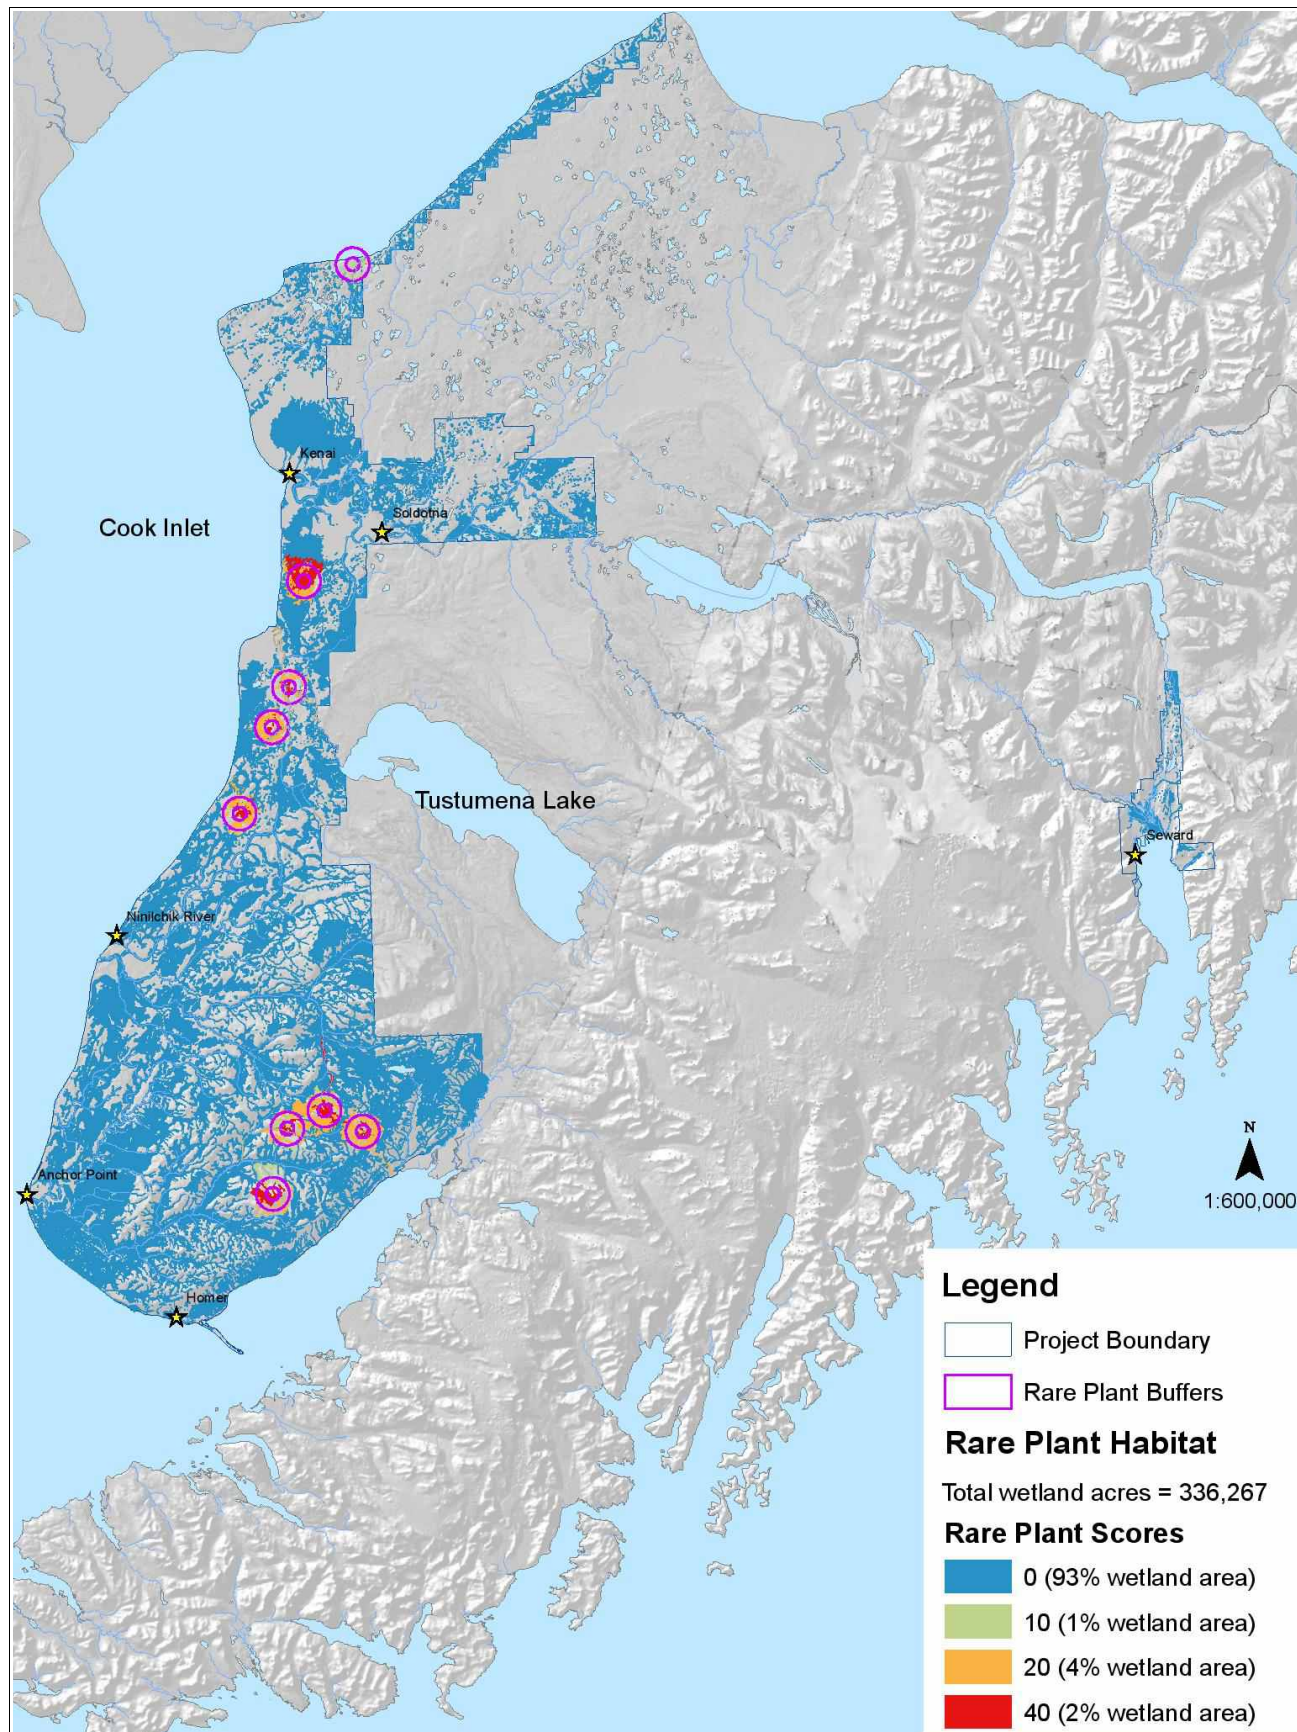 Kenai
Soldotna
Cook Inlet
Tustumena Lake
Seward
Ninilchik River
Anchor Point
Homer
N
1:600,000
Legend
Project Boundary
Rare Plant Buffers
Rare Plant Habitat
Total wetland acres = 336,267
Rare Plant Scores
0 (93% wetland area)
10 (1% wetland area)
20 (4% wetland area)
40 (2% wetland area)